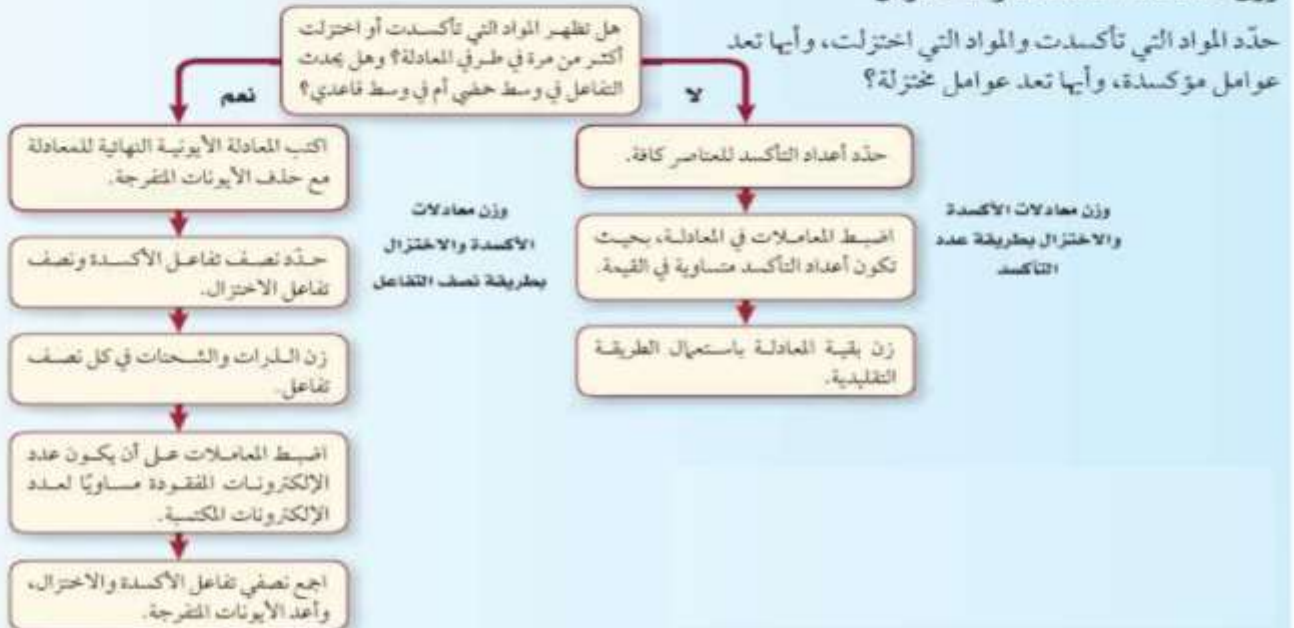 حدّد المواد التي تأكسدت والمواد التي اختزلت، وأيها تعد
عوامل مؤكسدة، وأيها تعد عوامل مختزلة؟
هل تظهر المواد التي تأكسدت أو اختزلت
أكثر من مرة في طرفي المعادلة؟ وهل يحدث
التفاعل في وسط حمضي أم في وسط قاعدي؟
لا
نعم
حدّد أعداد التأكسد للعناصر كافة.
اضبط المعاملات في المعادلة، بحيث
تكون أعداد التأكسد متساوية في القيمة.
زن بقية المعادلة باستعمال الطريقة
التقليدية.
وزن معادلات الأكسدة
والاختزال بطريقة عدد
التأكسد
اكتب المعادلة الأيونية النهائية للمعادلة
مع حذف الأيونات المتفرجة.
حدّد نصف تفاعل الأكسدة ونصف
تفاعل الاختزال.
زن الذرات والشحنات في كل نصف
تفاعل.
اضبط المعاملات على أن يكون عدد
الإلكترونات المفقودة مساويًا لعدد
الإلكترونات المكتسبة.
اجمع نصفي تفاعل الأكسدة والاختزال،
وأعد الأيونات المتفرجة.
وزن معادلات
الأكسدة والاختزال
بطريقة نصف التفاعل